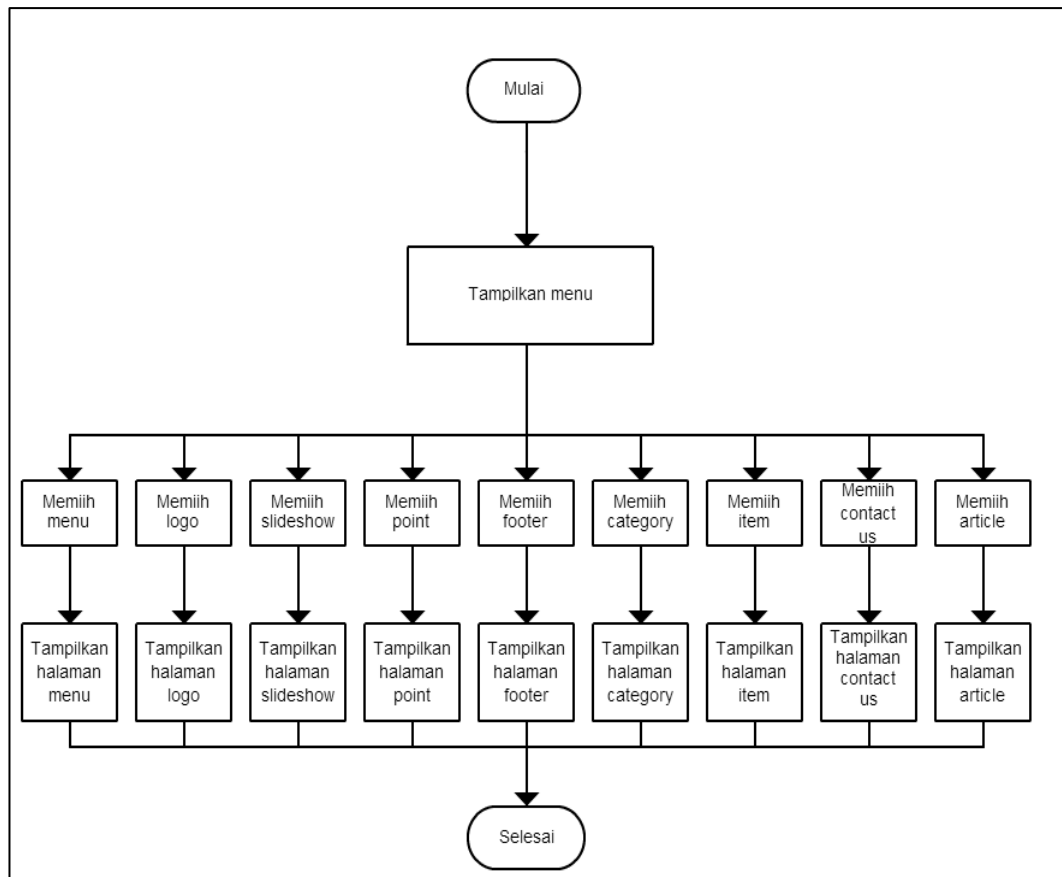 Mulai
Tampilkan menu
Memiih
menu
Memiih
logo
Memiih
slideshow
Memiih
point
Memiih
footer
Memiih
category
Memiih
item
Memiih
contact
us
Memiih
article
Tampilkan
halaman
menu
Tampilkan
halaman
logo
Tampilkan
halaman
slideshow
Tampilkan
halaman
point
Tampilkan
halaman
footer
Tampilkan
halaman
category
Tampilkan
halaman
item
Tampilkan
halaman
contact
us
Tampilkan
halaman
article
Selesai